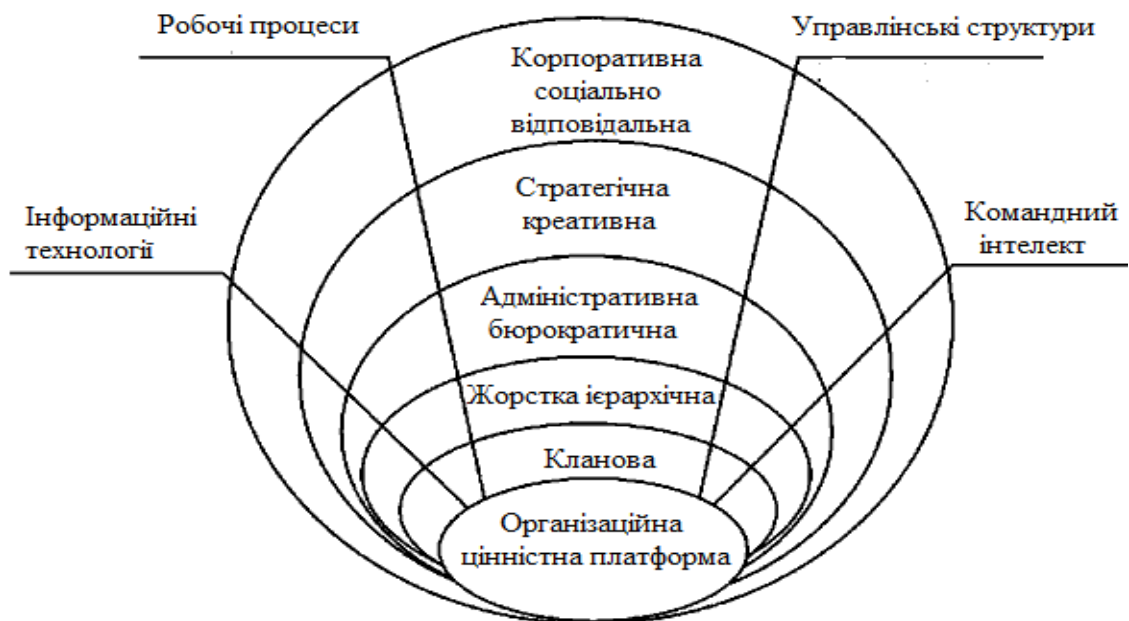 Робочі процеси
Управлінські структури
Корпоративна
соціально
відповідальна
Стратегічна
креативна
Інформаційні
технології
Командний
інтелект
Адміністративна
бюрократична
Жорстка ієрархічна
Кланова
Організаційна
цінністна платформа